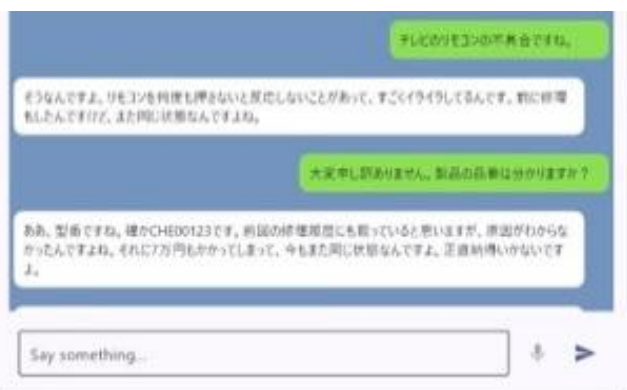 テレビのリモコンの不具合ですね。
そうなんですよ、リモコンを何度も押さないと反応しないことがあって、すごくイライラしてるんです。前に修理
もしたんですけど、また同じ状態なんですよね。
大変申し訳ありません。製品の品番は分かりますか？
ああ、型番ですね。確かCHE00123です。前回の修理履歴にも載っていると思いますが、原因がわからな
かったんですよね。それに7万円もかかってしまって、今もまた同じ状態なんですよ。正直納得いかないです
よ。
Say something...